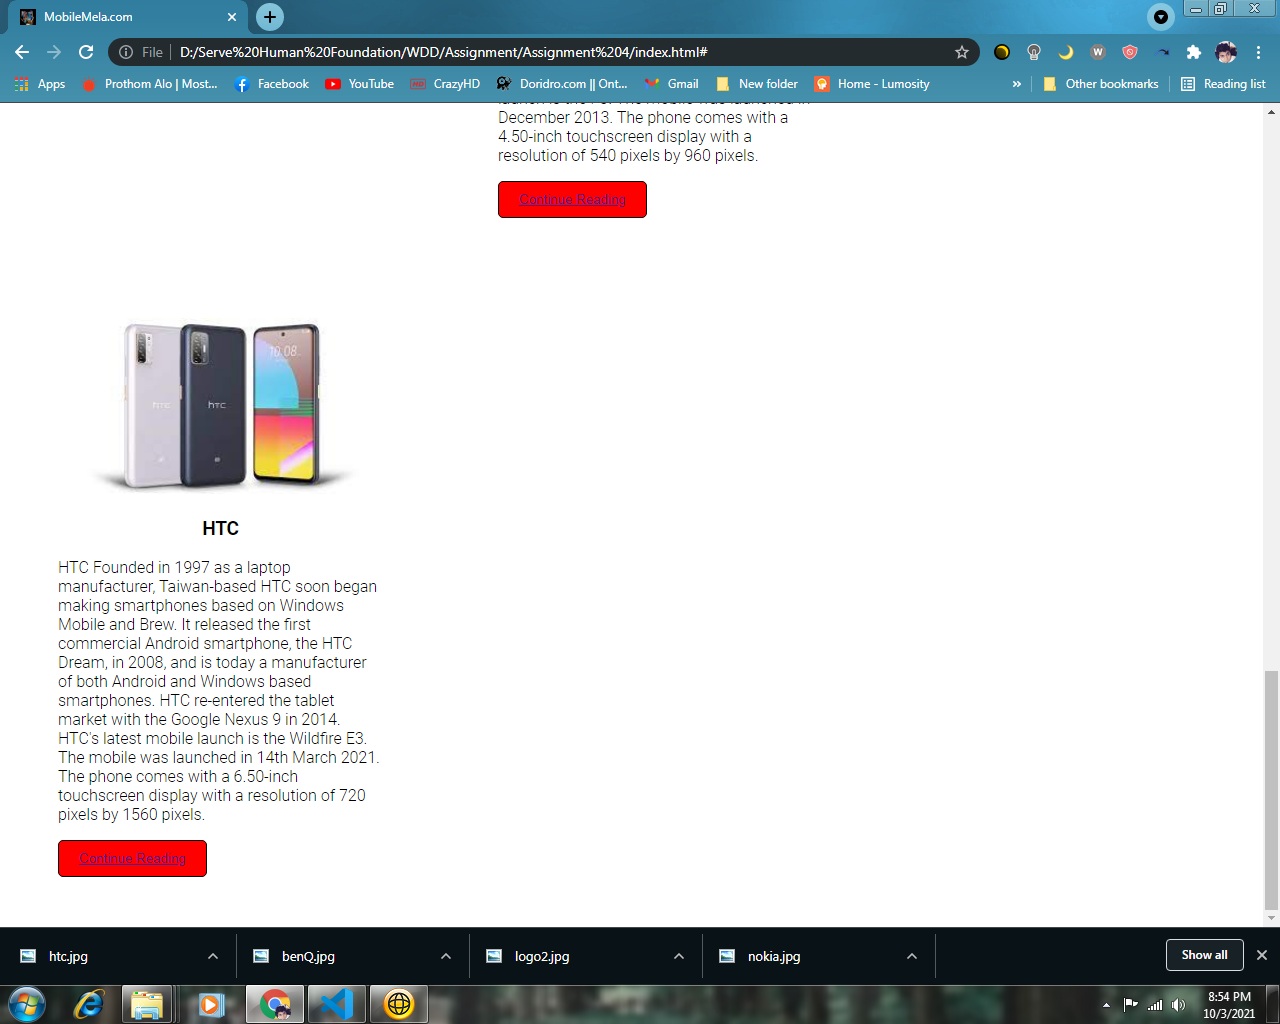 MobileMela.com
File | D:/Serve%20Human%20Foundation/WDD/Assignment/Assignment%204/index.html#
Apps Prothom Alo | Most... Facebook YouTube CrazyHD Doridro.com || Ont... Gmail New folder Home - Lumosity » Other bookmarks Reading list
December 2013. The phone comes with a
4.50-inch touchscreen display with a
resolution of 540 pixels by 960 pixels.
Continue Reading
10:08
hTC
HTC
HTC Founded in 1997 as a laptop
manufacturer, Taiwan-based HTC soon began
making smartphones based on Windows
Mobile and Brew. It released the first
commercial Android smartphone, the HTC
Dream, in 2008, and is today a manufacturer
of both Android and Windows based
smartphones. HTC re-entered the tablet
market with the Google Nexus 9 in 2014.
HTC's latest mobile launch is the Wildfire E3.
The mobile was launched in 14th March 2021.
The phone comes with a 6.50-inch
touchscreen display with a resolution of 720
pixels by 1560 pixels.
Continue Reading
htc.jpg benQ.jpg logo2.jpg nokia.jpg Show all
8:54 PM
10/3/2021